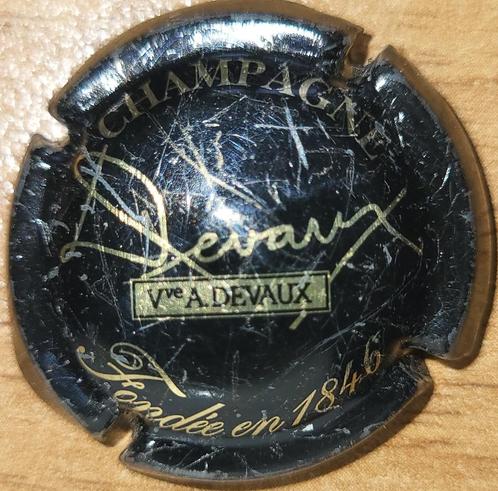 CHAMPAGNE
Devaux
Vve A. DEVAUX
Fondée en 1846